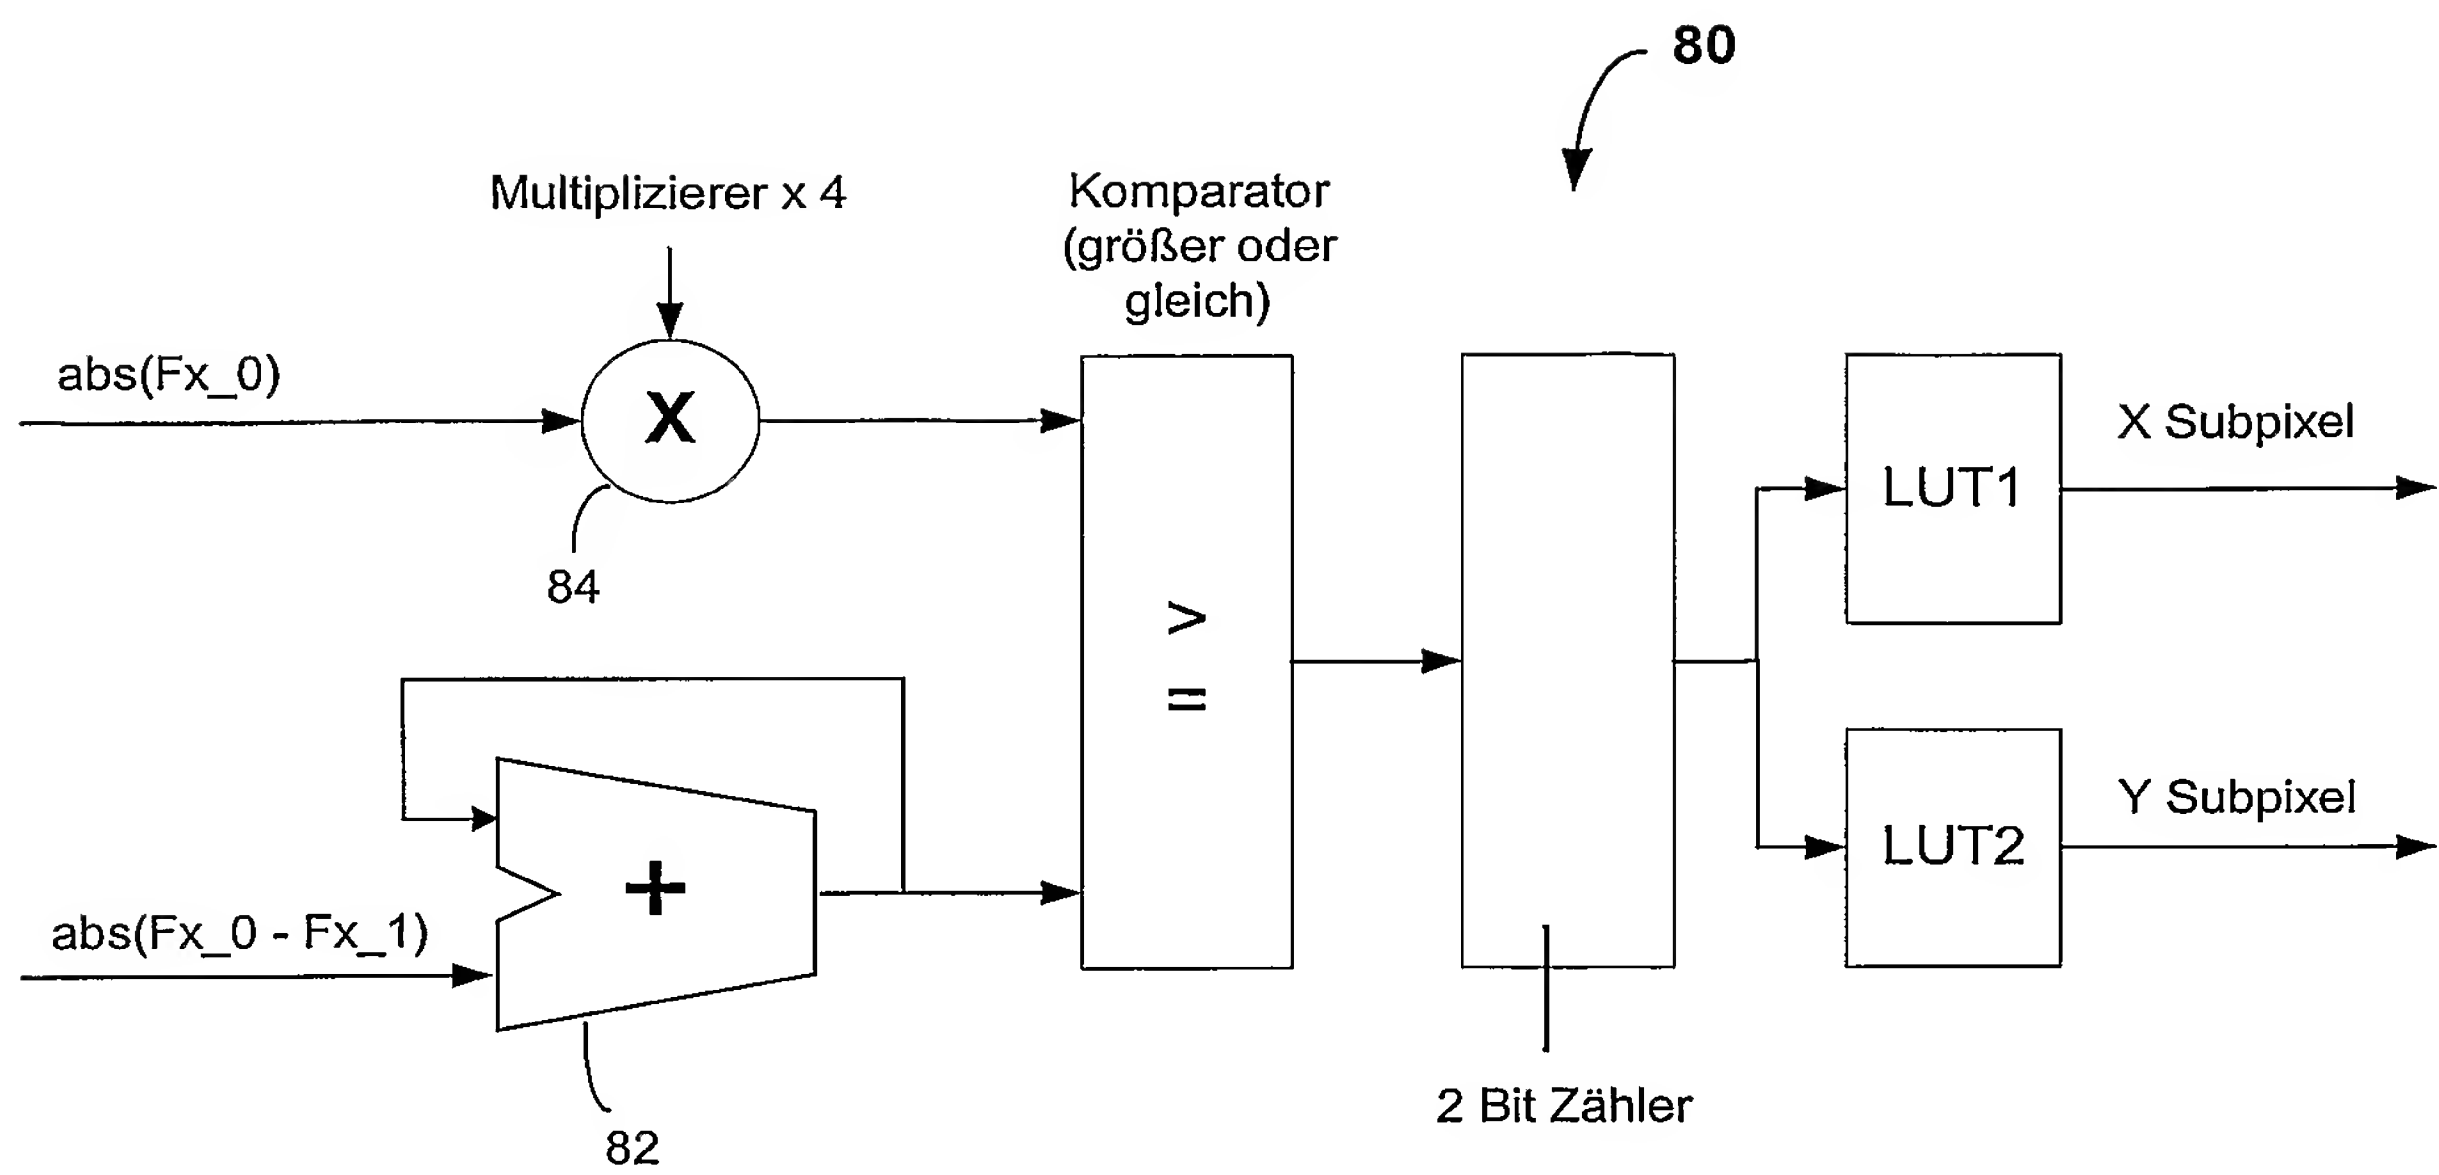 80
Multiplizierer x 4
Komparator
(größer oder
gleich)
abs(Fx_0)
X
84
X Subpixel
LUT1
> =
+
abs(Fx_0 - Fx_1)
82
Y Subpixel
LUT2
2 Bit Zähler